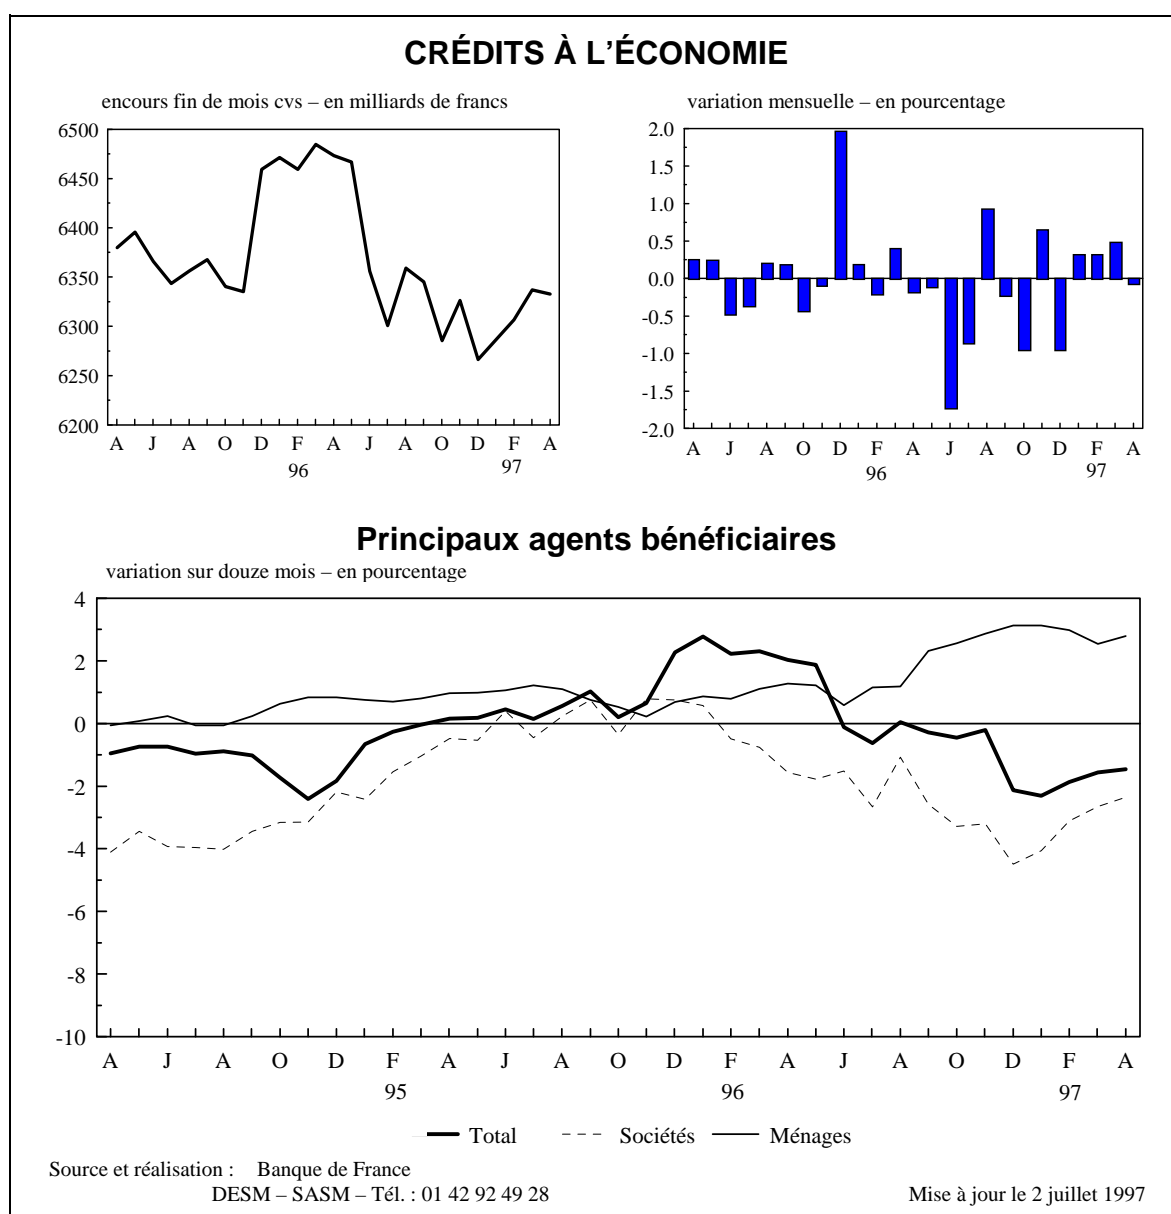 CRÉDITS À L'ÉCONOMIE
encours fin de mois cvs – en milliards de francs
6500
6450
6400
6350
6300
6250
6200
A J A O D F A J A O D F A
96 97
variation mensuelle – en pourcentage
2.0
1.5
1.0
0.5
0.0
-0.5
-1.0
-1.5
-2.0
A J A O D F A J A O D F A
96 97
Principaux agents bénéficiaires
variation sur douze mois – en pourcentage
4
2
0
-2
-4
-6
-8
-10
A J A O D F A J A O D F A J A O D F A
95 96 97
Total Sociétés Ménages
Source et réalisation : Banque de France
DESM – SASM – Tél. : 01 42 92 49 28 Mise à jour le 2 juillet 1997